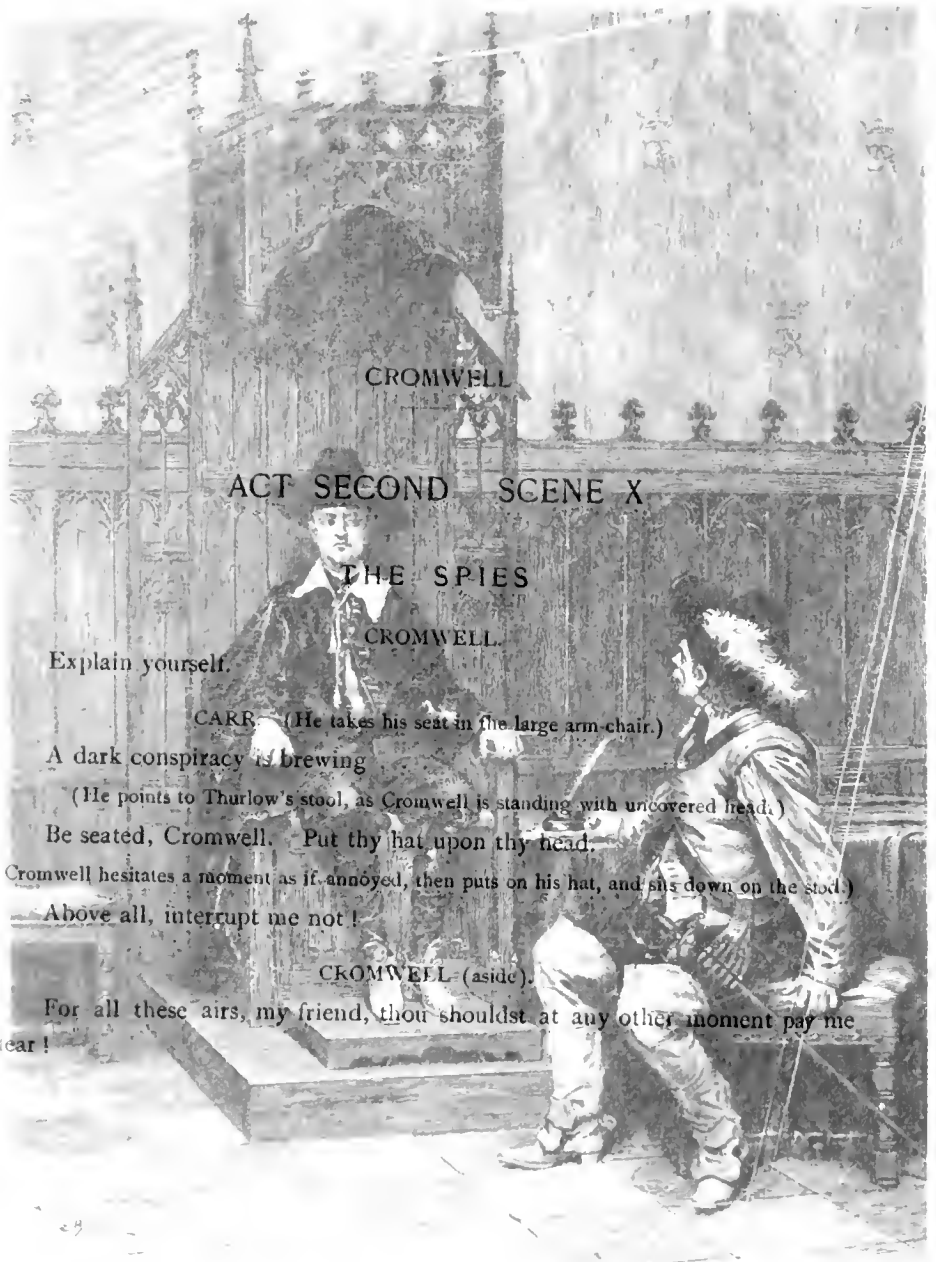 CROMWELL
ACT SECOND SCENE X
THE SPIES
CROMWELL.
Explain yourself.
CARR (He takes his seat in the large arm-chair.)
A dark conspiracy is brewing
(He points to Thurlow's stool, as Cromwell is standing with uncovered head.)
Be seated, Cromwell. Put thy hat upon thy head.
Cromwell hesitates a moment as if annoyed, then puts on his hat, and sits down on the stool.)
Above all, interrupt me not !
CROMWELL (aside).
For all these airs, my friend, thou shouldst at any other moment pay me
ear !